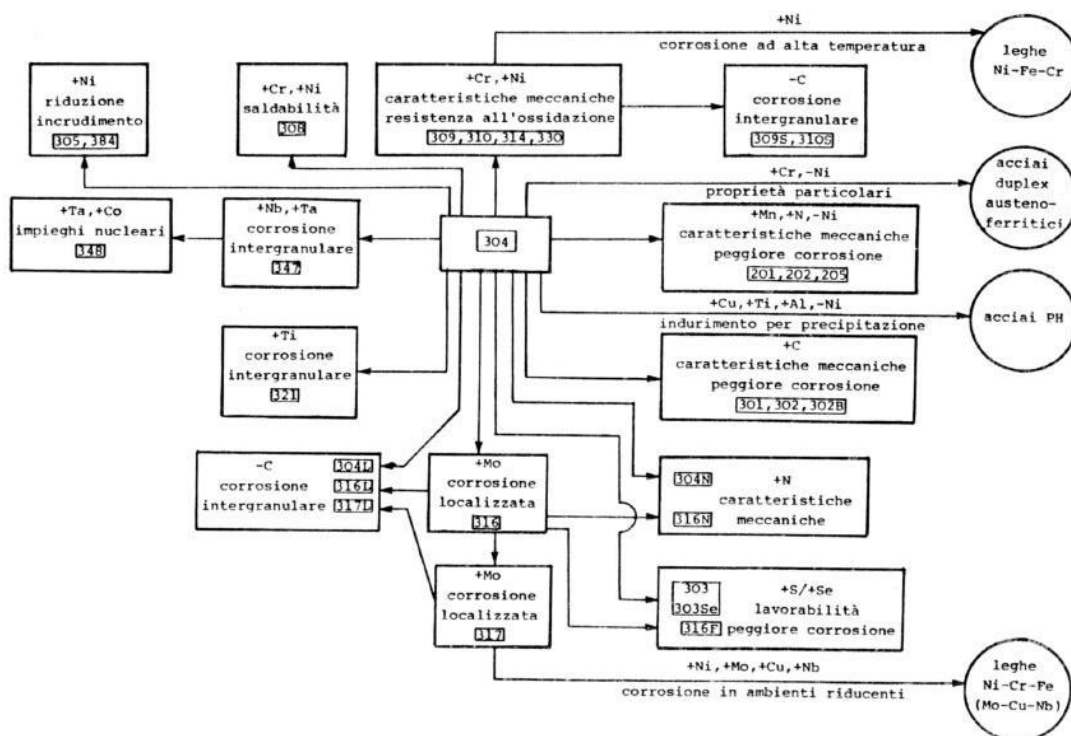 +Ni
corrosione ad alta temperatura
leghe
Ni-Fe-Cr
+Ni
riduzione
incrudimento
305,384
+Cr,+Ni
saldabilità
308
+Cr,+Ni
caratteristiche meccaniche
resistenza all'ossidazione
309,310,314,330
-C
corrosione
intergranulare
309S,310S
+Cr,-Ni
proprietà particolari
acciai
duplex
austeno-
ferritici
+Ta,+Co
impieghi nucleari
348
+Nb,+Ta
corrosione
intergranulare
347
304
+Mn,+N,-Ni
caratteristiche meccaniche
peggiore corrosione
201,202,205
+Cu,+Ti,+Al,-Ni
indurimento per precipitazione
acciai PH
+Ti
corrosione
intergranulare
321
+C
caratteristiche meccaniche
peggiore corrosione
301,302,302B
-C 304L
corrosione 316L
intergranulare 317L
+Mo
corrosione
localizzata
316
304N +N
caratteristiche
316N meccaniche
+Mo
corrosione
localizzata
317
303 +S/+Se
303Se lavorabilità
316F peggiore corrosione
+Ni,+Mo,+Cu,+Nb
corrosione in ambienti riducenti
leghe
Ni-Cr-Fe
(Mo-Cu-Nb)